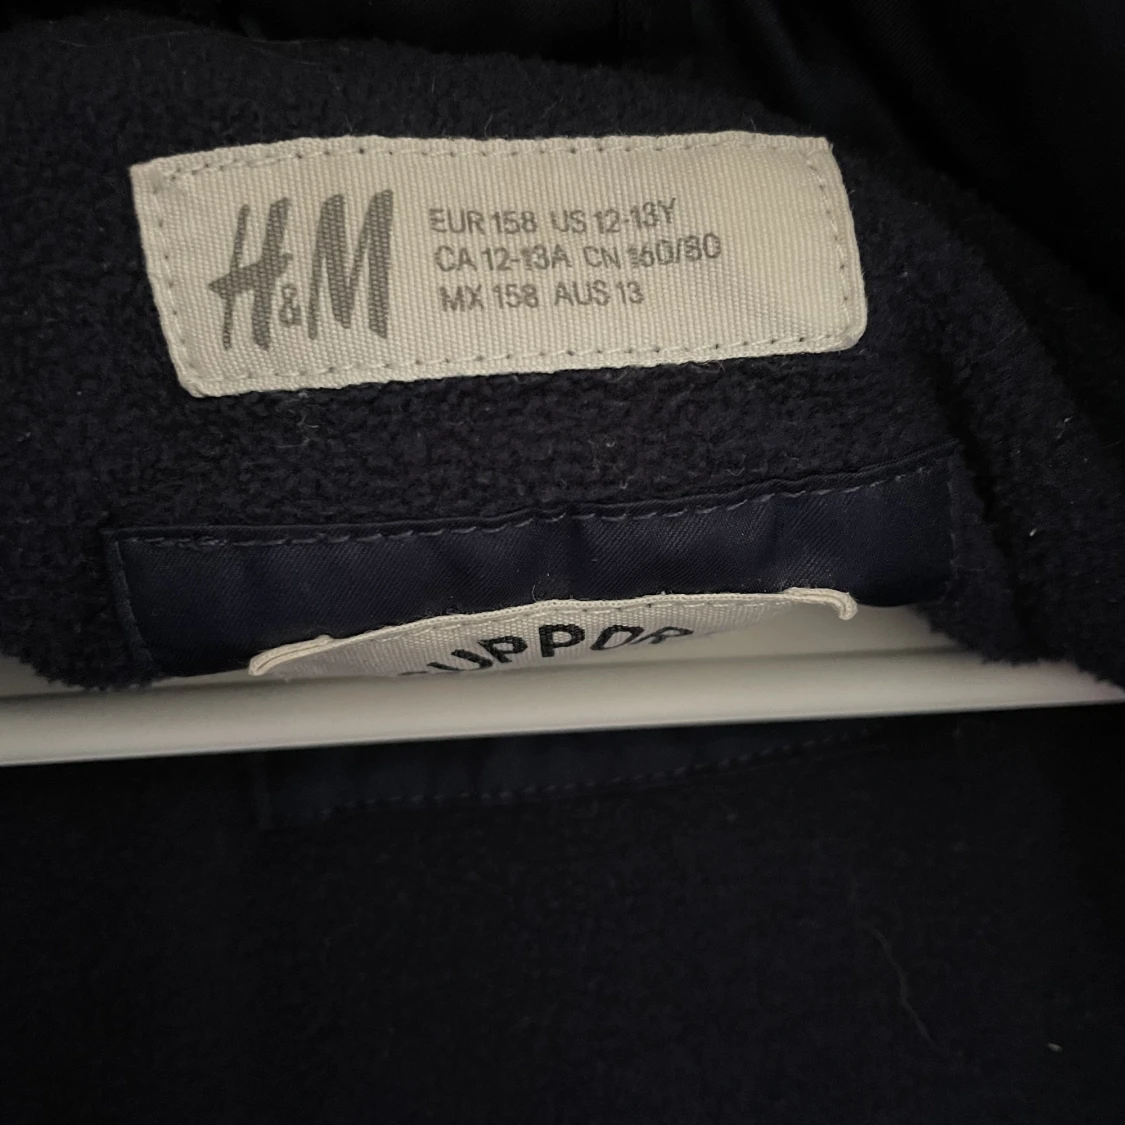 H&M
EUR 158 US 12-13Y
CA 12-13A CN 160/80
MX 158 AUS 13